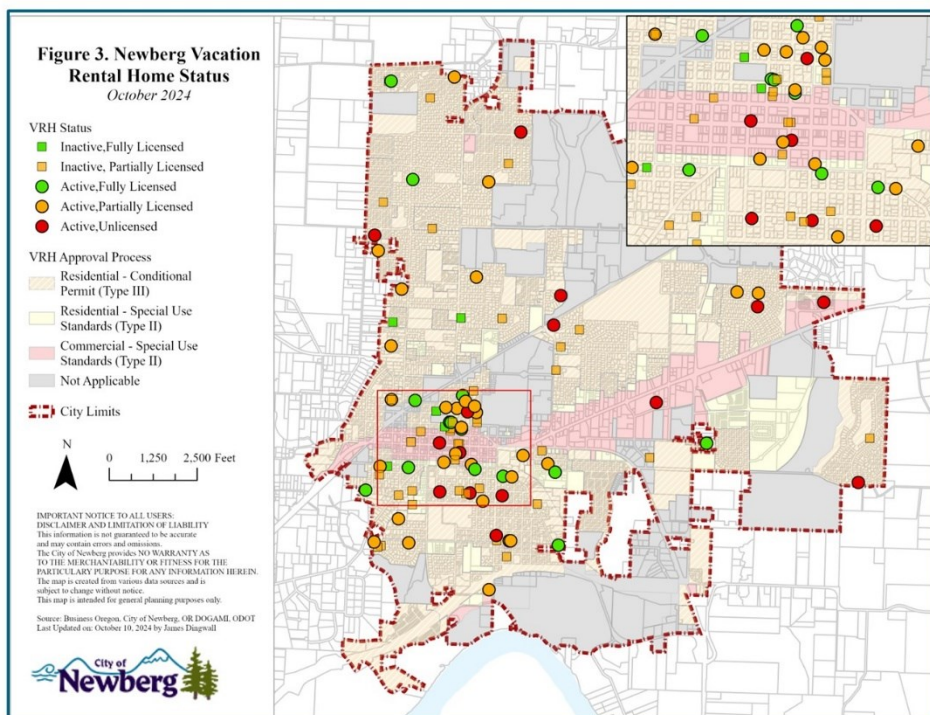 Figure 3. Newberg Vacation
Rental Home Status
October 2024
VRH Status
Inactive,Fully Licensed
Inactive, Partially Licensed
Active,Fully Licensed
Active,Partially Licensed
Active,Unlicensed
VRH Approval Process
Residential - Conditional
Permit (Type III)
Residential - Special Use
Standards (Type II)
Commercial - Special Use
Standards (Type II)
Not Applicable
City Limits
N
0 1,250 2,500 Feet
IMPORTANT NOTICE TO ALL USERS:
DISCLAIMER AND LIMITATION OF LIABILITY
This information is not guaranteed to be accurate
and may contain errors and omissions.
The City of Newberg provides NO WARRANTY AS
TO THE MERCHANTABILITY OR FITNESS FOR THE
PARTICULARY PURPOSE FOR ANY INFORMATION HEREIN.
The map is created from various data sources and is
subject to change without notice.
This map is intended for general planning purposes only.
Source: Business Oregon, City of Newberg, OR DOGAMI, ODOT
Last Updated on: October 10, 2024 by James Dingwall
City of
Newberg